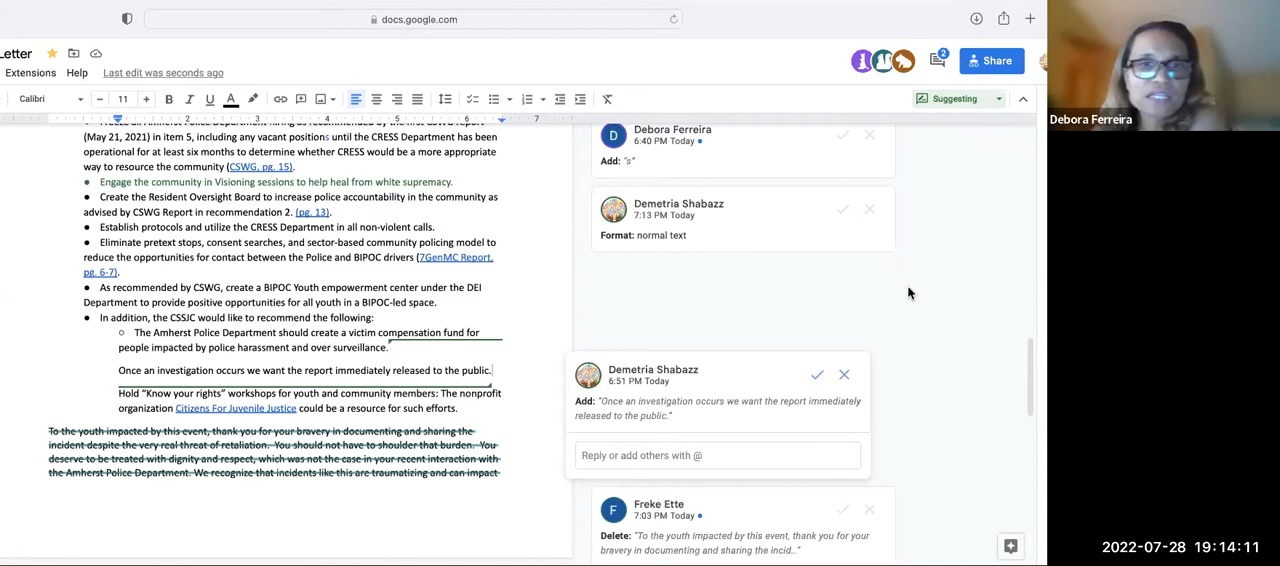 docs.google.com
Letter
Extensions Help Last edit was seconds ago
2
Share
Calibri 11 B I U A
Suggesting
3 4 5 6 7
(May 21, 2021) in item 5, including any vacant positions until the CRESS Department has been
operational for at least six months to determine whether CRESS would be a more appropriate
way to resource the community (CSWG, pg. 15).
● Engage the community in Visioning sessions to help heal from white supremacy.
● Create the Resident Oversight Board to increase police accountability in the community as
advised by CSWG Report in recommendation 2. (pg. 13).
● Establish protocols and utilize the CRESS Department in all non-violent calls.
● Eliminate pretext stops, consent searches, and sector-based community policing model to
reduce the opportunities for contact between the Police and BIPOC drivers (7GenMC Report,
pg. 6-7).
● As recommended by CSWG, create a BIPOC Youth empowerment center under the DEI
Department to provide positive opportunities for all youth in a BIPOC-led space.
● In addition, the CSSJC would like to recommend the following:
○ The Amherst Police Department should create a victim compensation fund for
people impacted by police harassment and over surveillance.
Once an investigation occurs we want the report immediately released to the public.
Hold “Know your rights” workshops for youth and community members: The nonprofit
organization Citizens For Juvenile Justice could be a resource for such efforts.
To the youth impacted by this event, thank you for your bravery in documenting and sharing the
incident despite the very real threat of retaliation. You should not have to shoulder that burden. You
deserve to be treated with dignity and respect, which was not the case in your recent interaction with
the Amherst Police Department. We recognize that incidents like this are traumatizing and can impact
D
Debora Ferreira
6:40 PM Today
Add: “s”
Demetria Shabazz
7:13 PM Today
Format: normal text
Demetria Shabazz
6:51 PM Today
Add: “Once an investigation occurs we want the report immediately
released to the public.”
Reply or add others with @
F
Freke Ette
7:03 PM Today
Delete: “To the youth impacted by this event, thank you for your
bravery in documenting and sharing the incid...”
Debora Ferreira
2022-07-28 19:14:11